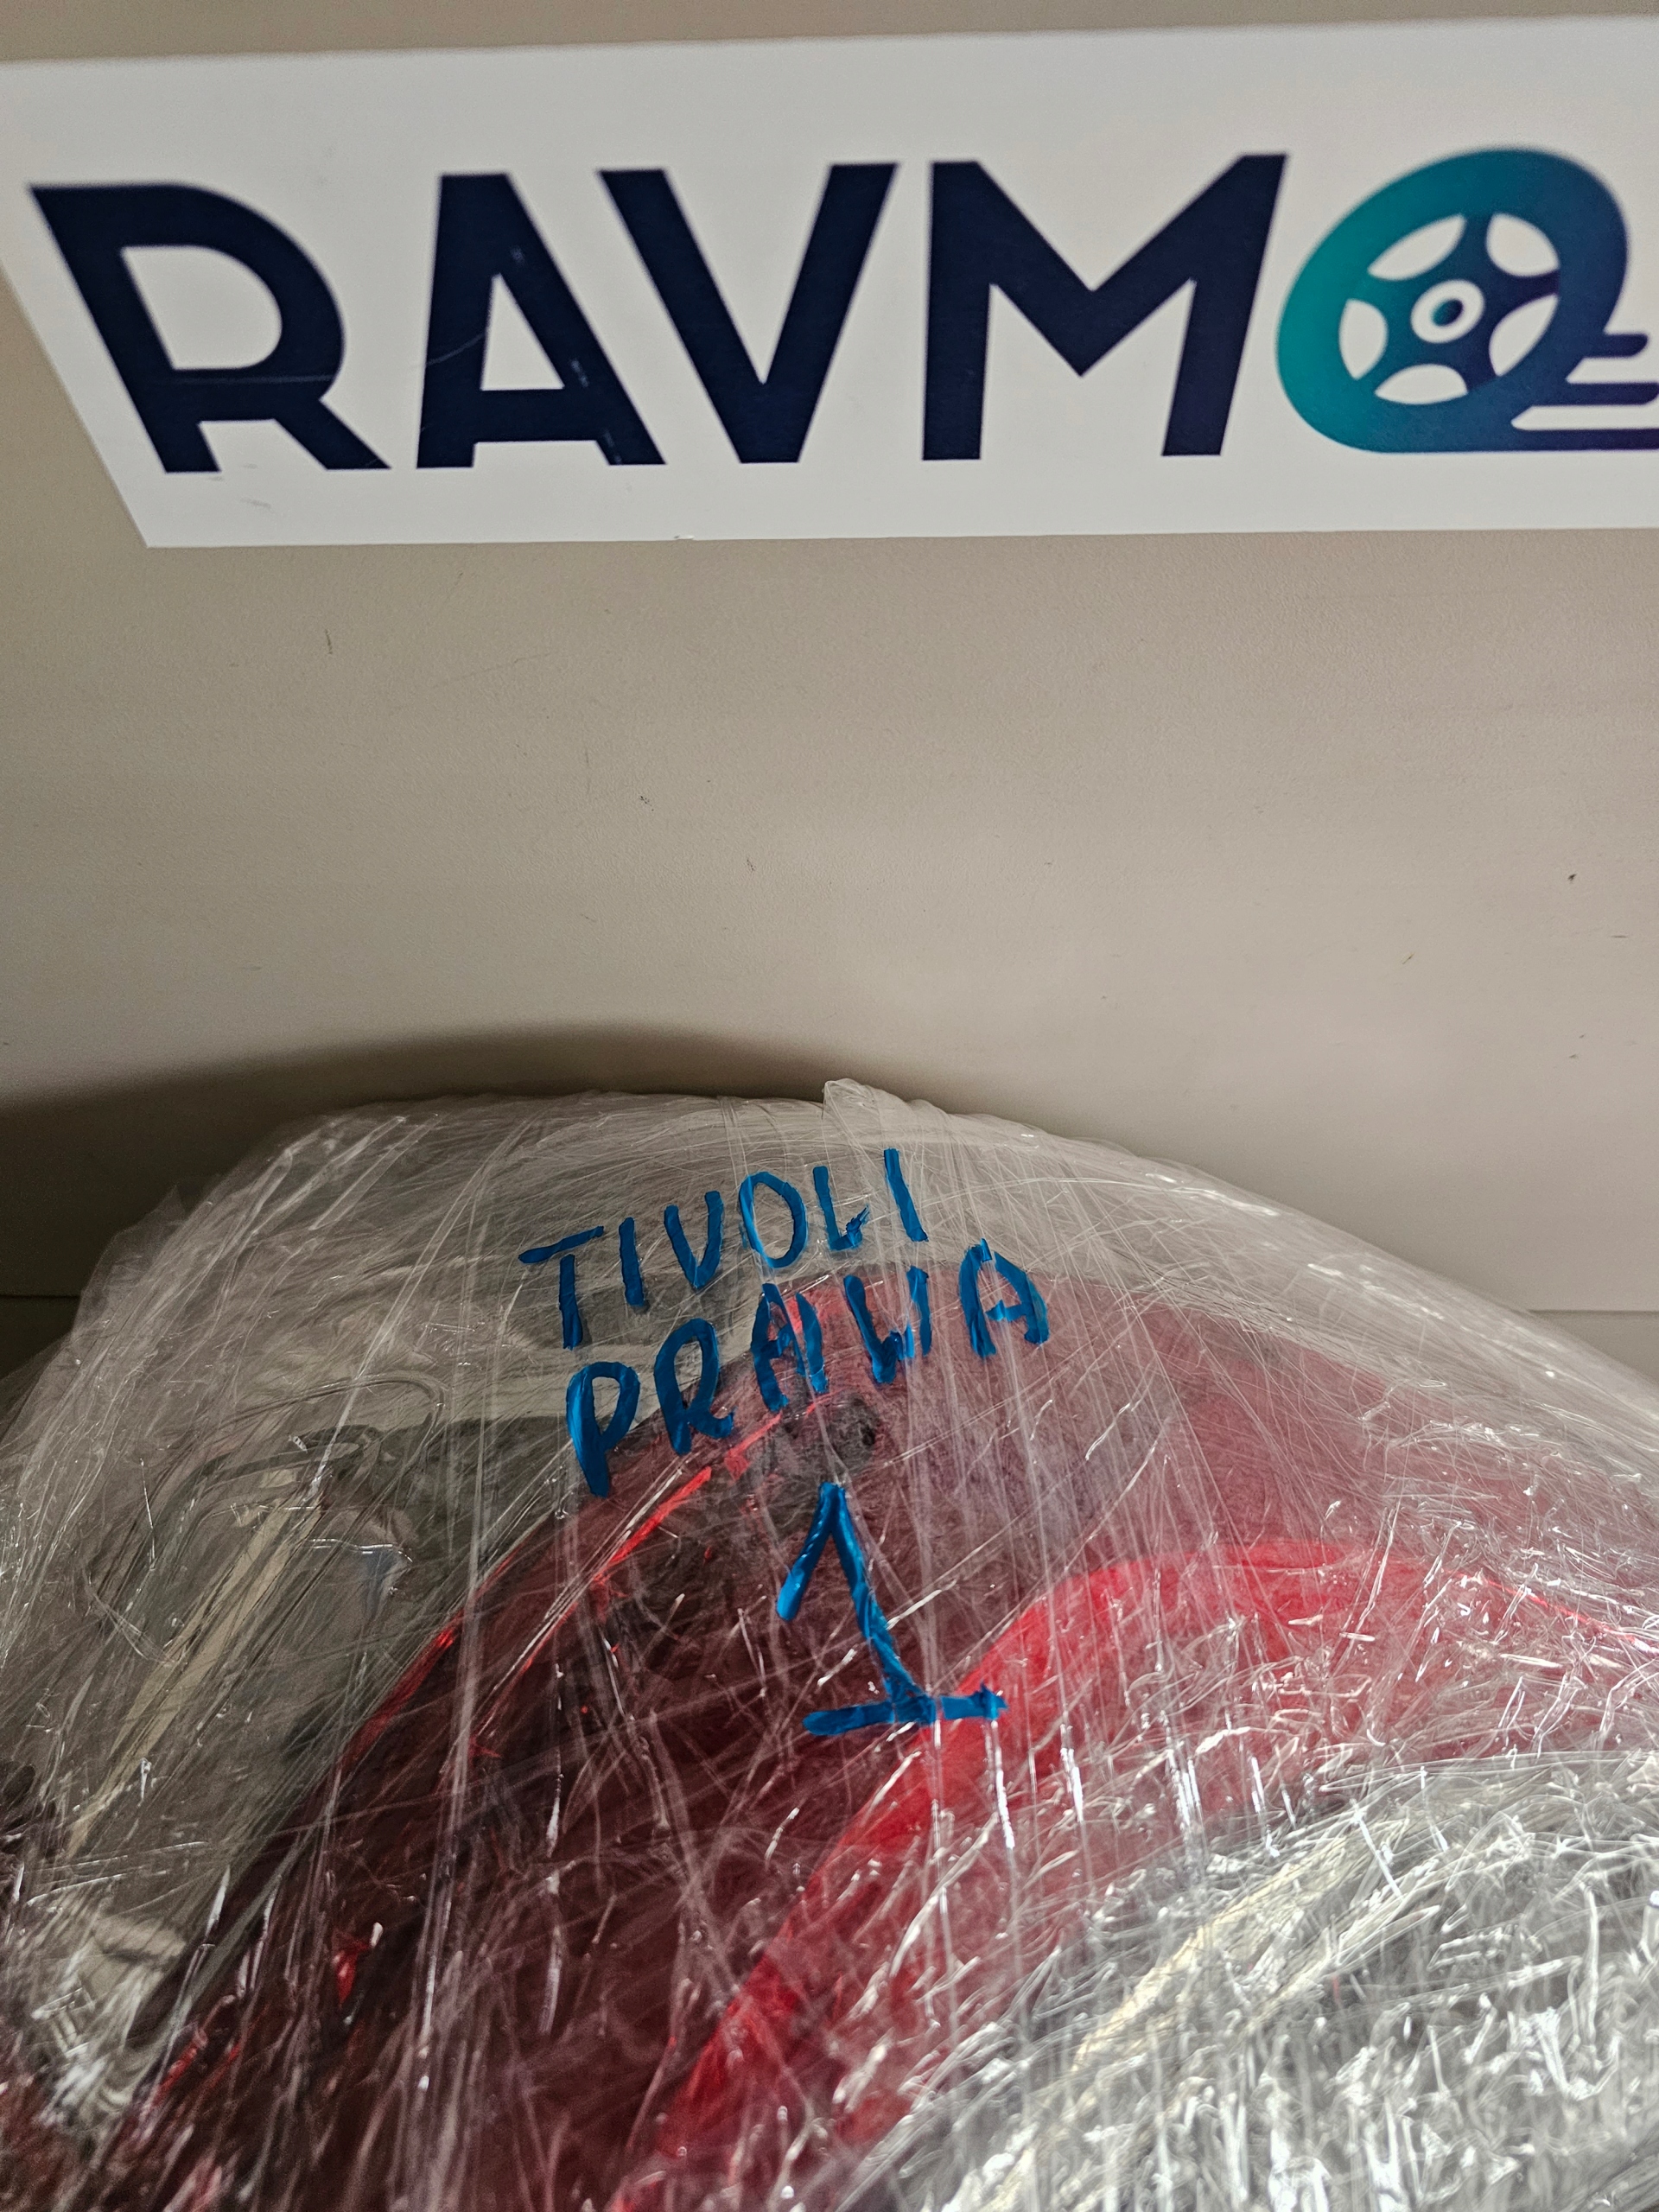 RAVMO
TIVOLI
PRAWA
1